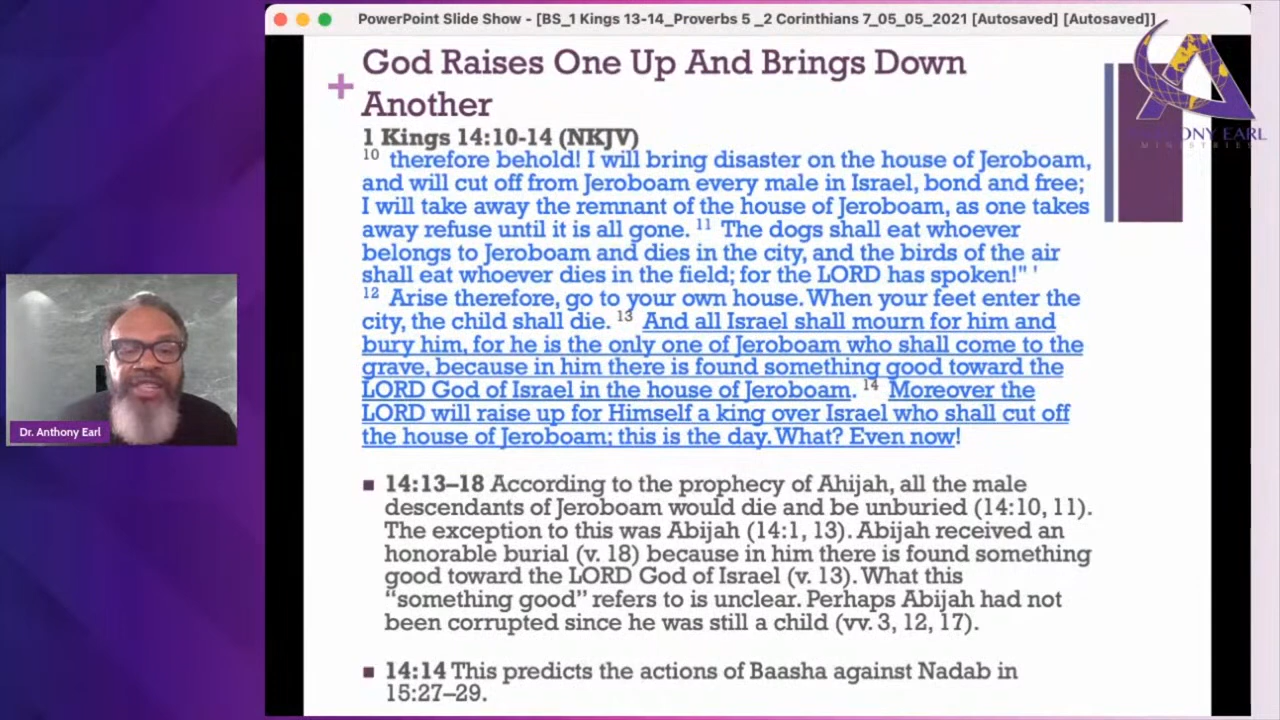 PowerPoint Slide Show - [BS_1 Kings 13-14_Proverbs 5 _2 Corinthians 7_05_05_2021 [Autosaved] [Autosaved]]
God Raises One Up And Brings Down
+
Another
1 Kings 14:10-14 (NKJV)
10 therefore behold! I will bring disaster on the house of Jeroboam,
and will cut off from Jeroboam every male in Israel, bond and free;
I will take away the remnant of the house of Jeroboam, as one takes
away refuse until it is all gone. 11 The dogs shall eat whoever
belongs to Jeroboam and dies in the city, and the birds of the air
shall eat whoever dies in the field; for the LORD has spoken!" '
12 Arise therefore, go to your own house. When your feet enter the
city, the child shall die. 13 And all Israel shall mourn for him and
bury him, for he is the only one of Jeroboam who shall come to the
grave, because in him there is found something good toward the
LORD God of Israel in the house of Jeroboam. 14 Moreover the
LORD will raise up for Himself a king over Israel who shall cut off
the house of Jeroboam; this is the day. What? Even now!
■ 14:13–18 According to the prophecy of Ahijah, all the male
descendants of Jeroboam would die and be unburied (14:10, 11).
The exception to this was Abijah (14:1, 13). Abijah received an
honorable burial (v. 18) because in him there is found something
good toward the LORD God of Israel (v. 13). What this
“something good” refers to is unclear. Perhaps Abijah had not
been corrupted since he was still a child (vv. 3, 12, 17).
■ 14:14 This predicts the actions of Baasha against Nadab in
15:27–29.
Dr. Anthony Earl
ANTHONY EARL
MINISTRIES